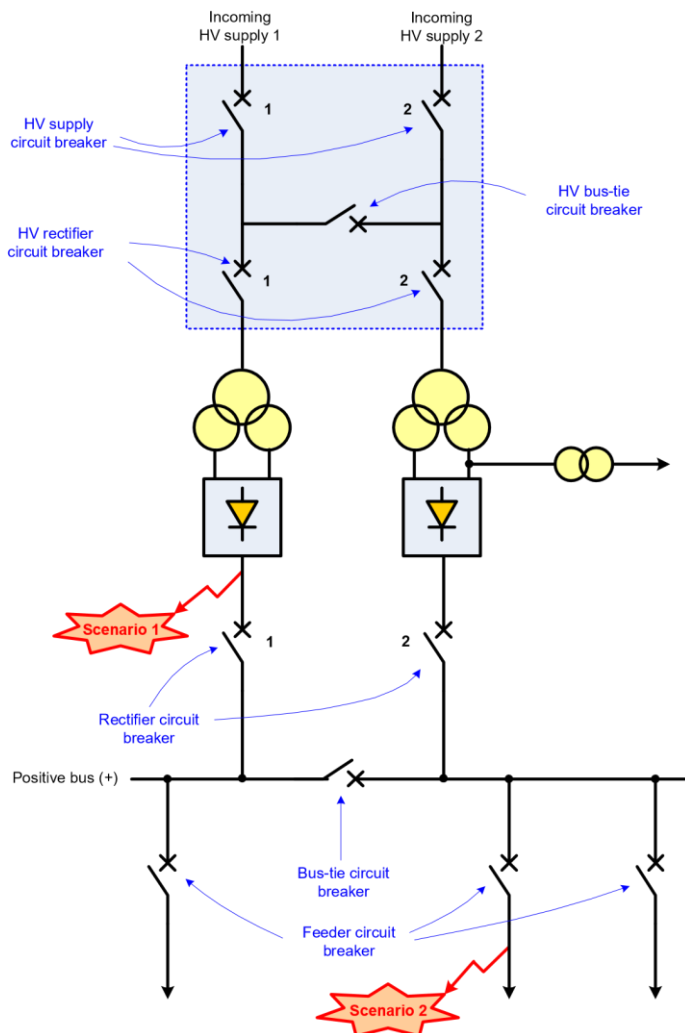 Incoming
HV supply 1
Incoming
HV supply 2
1
2
HV supply
circuit breaker
HV bus-tie
circuit breaker
HV rectifier
circuit breaker
1
2
Scenario 1
1
2
Rectifier circuit
breaker
Positive bus (+)
Bus-tie circuit
breaker
Feeder circuit
breaker
Scenario 2